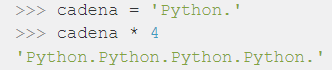 >>> cadena = 'Python.'
>>> cadena * 4
'Python.Python.Python.Python.'